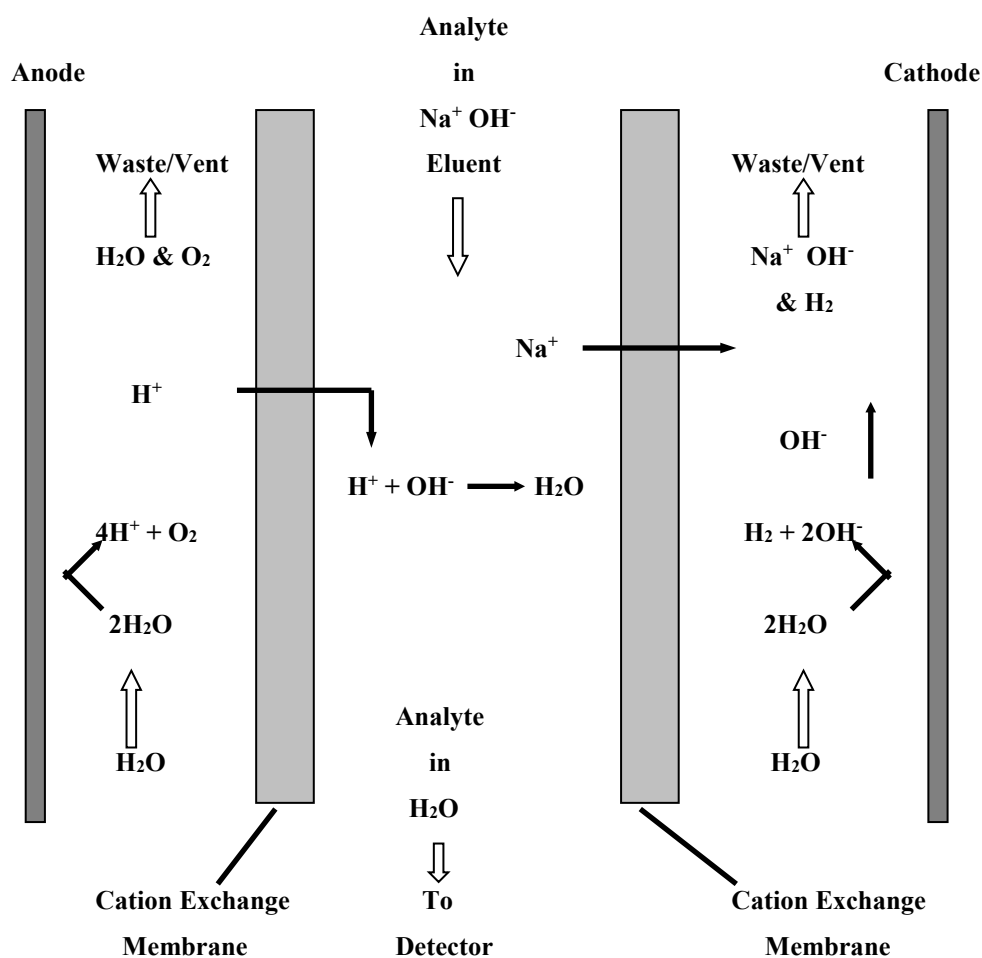 Analyte
in
Na⁺ OH⁻
Eluent
Anode
Cathode
Waste/Vent
H₂O & O₂
Waste/Vent
Na⁺ OH⁻
& H₂
Na⁺
H⁺
OH⁻
H⁺ + OH⁻
H₂O
4H⁺ + O₂
H₂ + 2OH⁻
2H₂O
2H₂O
H₂O
H₂O
Analyte
in
H₂O
To
Detector
Cation Exchange
Membrane
Cation Exchange
Membrane